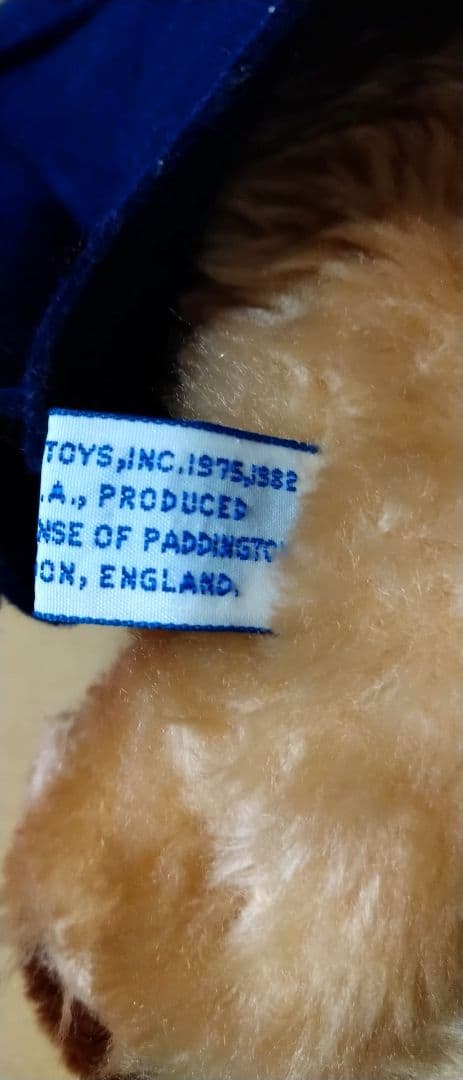 TOYS, INC. 1975, 1982
.A., PRODUCED
NSE OF PADDINGTO
ON, ENGLAND.